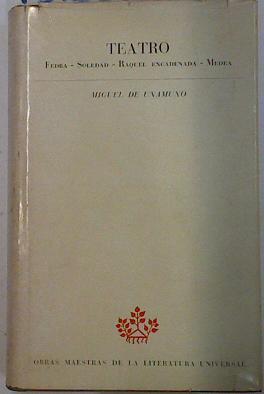 TEATRO
FEDRA - SOLEDAD - RAQUEL ENCADENADA - MEDEA
MIGUEL DE UNAMUNO
OBRAS MAESTRAS DE LA LITERATURA UNIVERSAL